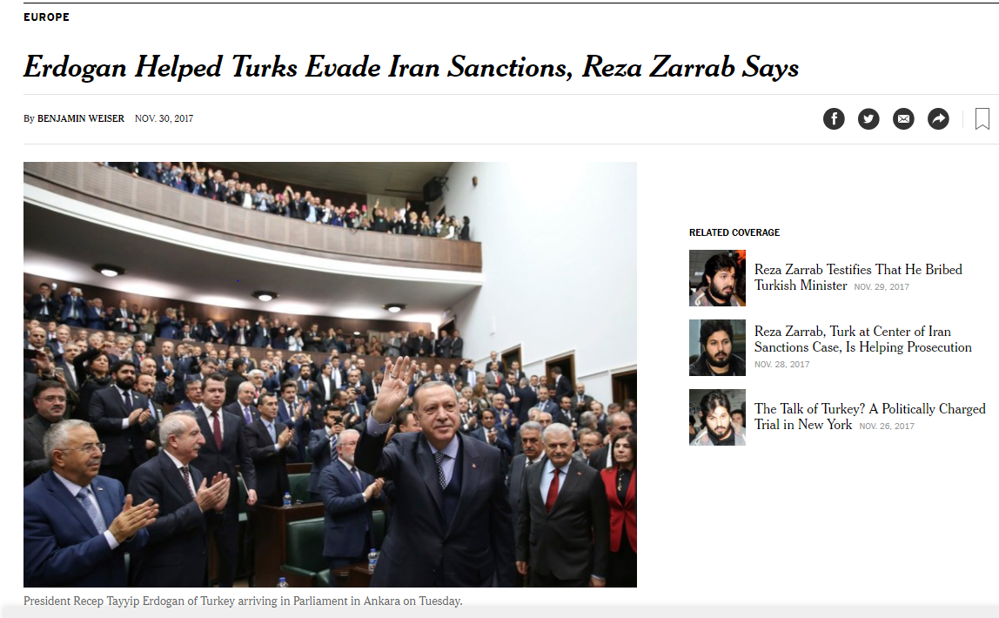 EUROPE
Erdogan Helped Turks Evade Iran Sanctions, Reza Zarrab Says
By BENJAMIN WEISER NOV. 30, 2017
RELATED COVERAGE
Reza Zarrab Testifies That He Bribed
Turkish Minister NOV. 29, 2017
Reza Zarrab, Turk at Center of Iran
Sanctions Case, Is Helping Prosecution
NOV. 28, 2017
The Talk of Turkey? A Politically Charged
Trial in New York NOV. 26, 2017
President Recep Tayyip Erdogan of Turkey arriving in Parliament in Ankara on Tuesday.